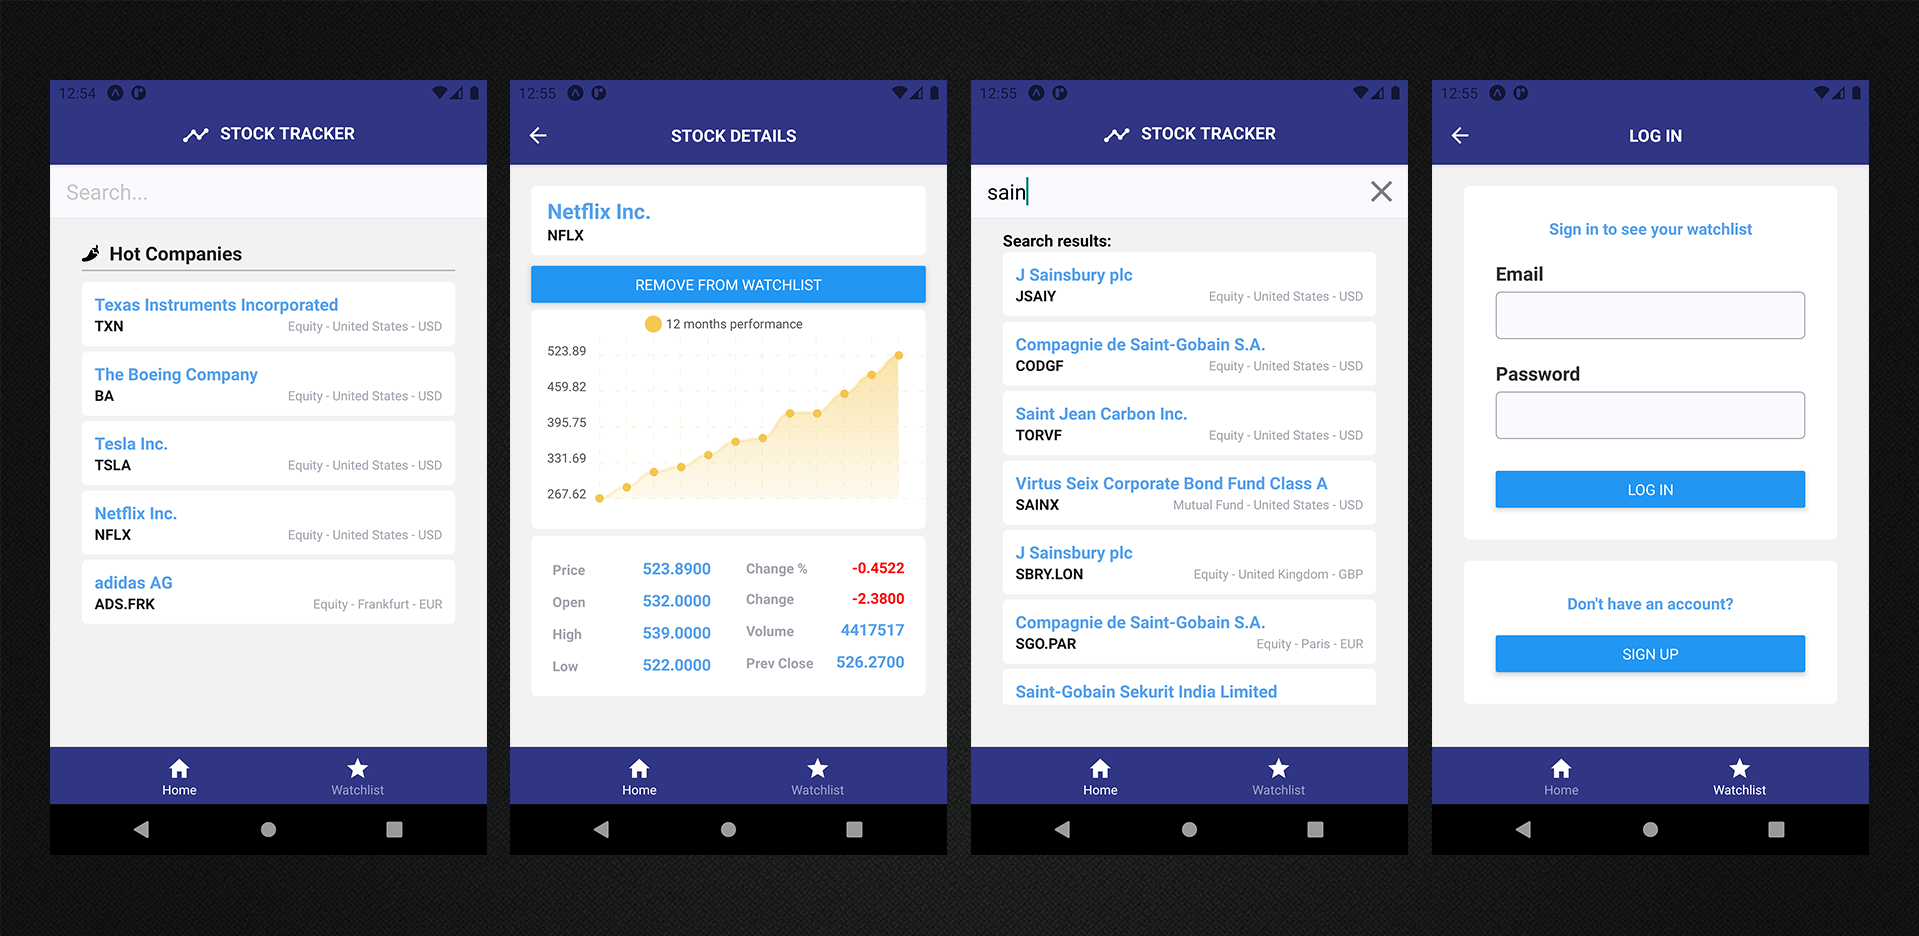 12:54
STOCK TRACKER
Search...
Hot Companies
Texas Instruments Incorporated
TXN Equity - United States - USD
The Boeing Company
BA Equity - United States - USD
Tesla Inc.
TSLA Equity - United States - USD
Netflix Inc.
NFLX Equity - United States - USD
adidas AG
ADS.FRK Equity - Frankfurt - EUR
Home Watchlist
12:55
STOCK DETAILS
Netflix Inc.
NFLX
REMOVE FROM WATCHLIST
12 months performance
523.89
459.82
395.75
331.69
267.62
Price 523.8900 Change % -0.4522
Open 532.0000 Change -2.3800
High 539.0000 Volume 4417517
Low 522.0000 Prev Close 526.2700
Home Watchlist
12:55
STOCK TRACKER
sain
Search results:
J Sainsbury plc
JSAIY Equity - United States - USD
Compagnie de Saint-Gobain S.A.
CODGF Equity - United States - USD
Saint Jean Carbon Inc.
TORVF Equity - United States - USD
Virtus Seix Corporate Bond Fund Class A
SAINX Mutual Fund - United States - USD
J Sainsbury plc
SBRY.LON Equity - United Kingdom - GBP
Compagnie de Saint-Gobain S.A.
SGO.PAR Equity - Paris - EUR
Saint-Gobain Sekurit India Limited
Home Watchlist
12:55
LOG IN
Sign in to see your watchlist
Email
Password
LOG IN
Don't have an account?
SIGN UP
Home Watchlist